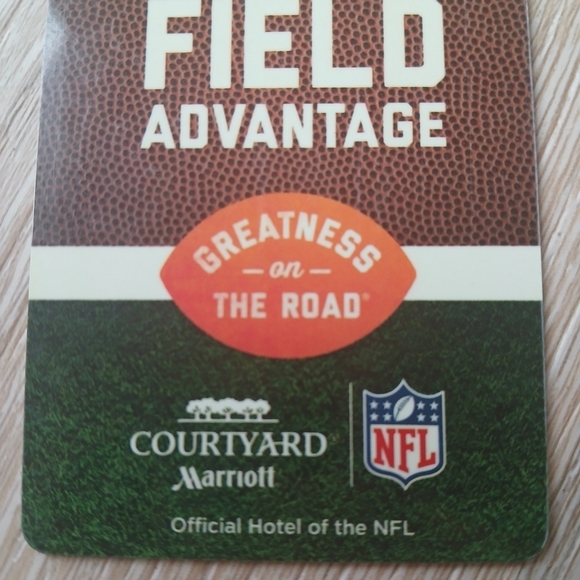 FIELD
ADVANTAGE
GREATNESS
on
THE ROAD®
COURTYARD
Marriott
NFL
Official Hotel of the NFL